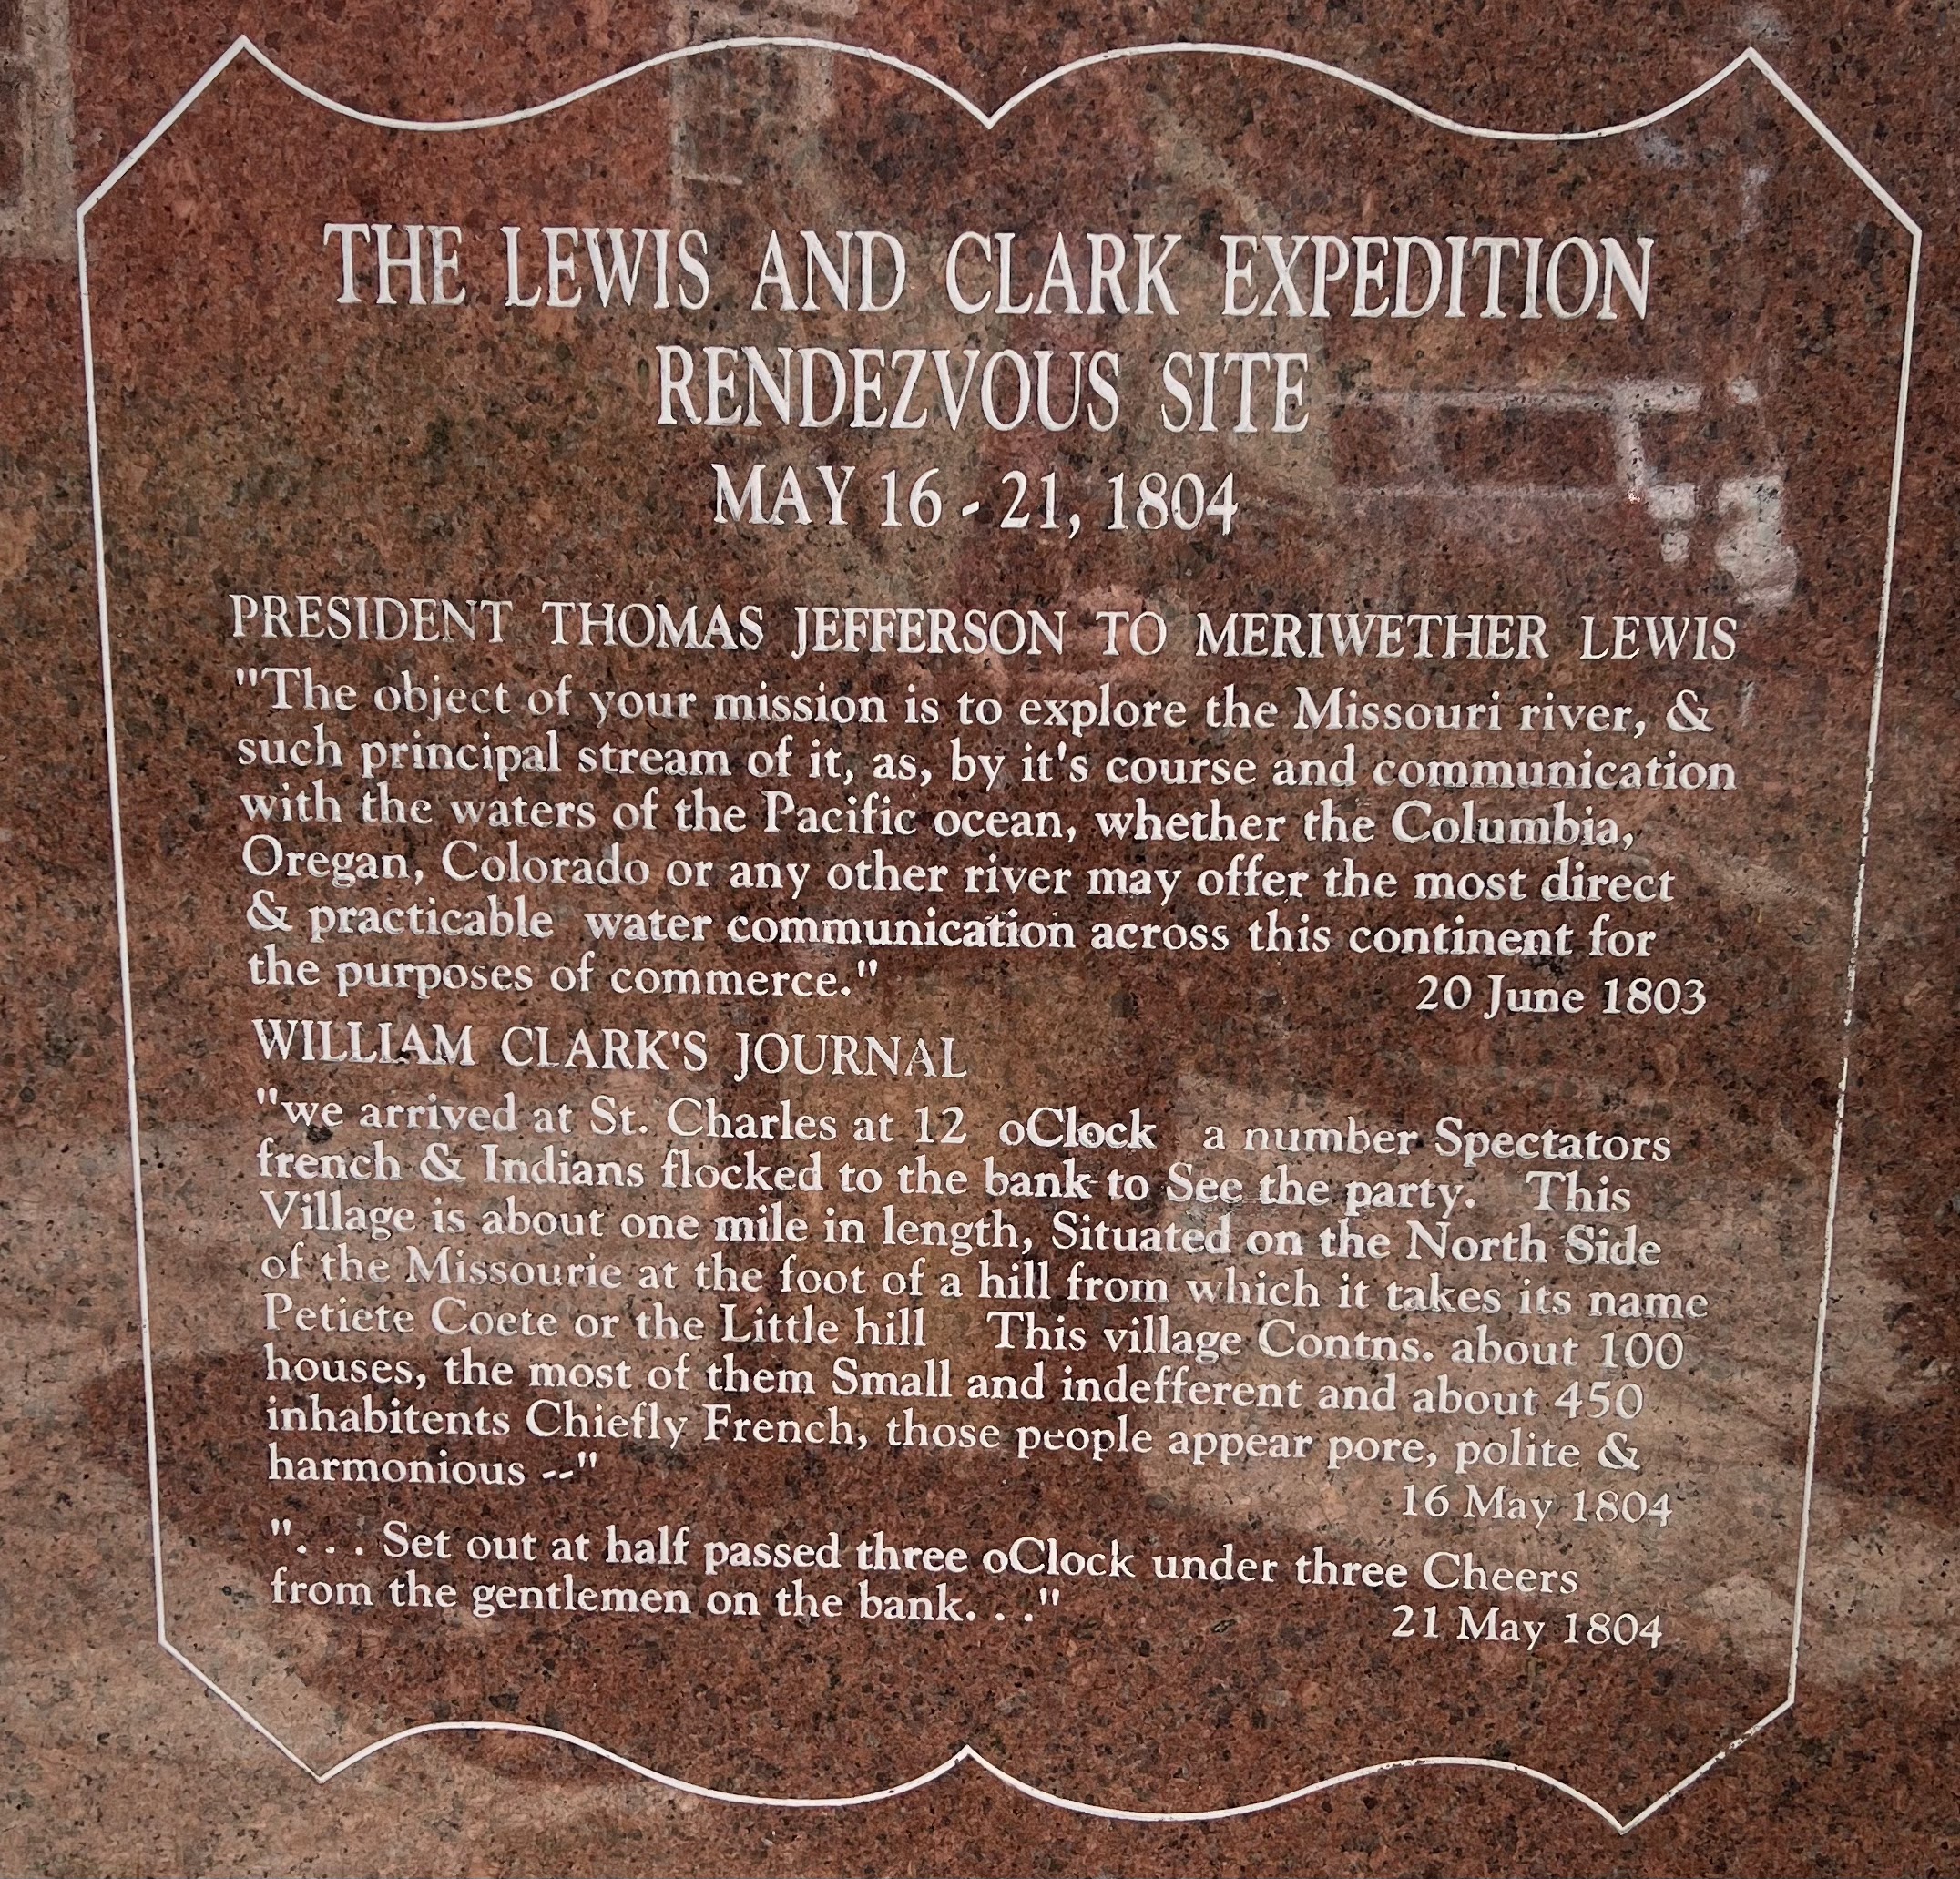 THE LEWIS AND CLARK EXPEDITION
RENDEZVOUS SITE
MAY 16 - 21, 1804
PRESIDENT THOMAS JEFFERSON TO MERIWETHER LEWIS
"The object of your mission is to explore the Missouri river, &
such principal stream of it, as, by it's course and communication
with the waters of the Pacific ocean, whether the Columbia,
Oregan, Colorado or any other river may offer the most direct
& practicable water communication across this continent for
the purposes of commerce."
20 June 1803
WILLIAM CLARK'S JOURNAL
"we arrived at St. Charles at 12 oClock a number Spectators
french & Indians flocked to the bank to See the party. This
Village is about one mile in length, Situated on the North Side
of the Missourie at the foot of a hill from which it takes its name
Petiete Coete or the Little hill This village Contns. about 100
houses, the most of them Small and indefferent and about 450
inhabitents Chiefly French, those people appear pore, polite &
harmonious --"
16 May 1804
". . . Set out at half passed three oClock under three Cheers
from the gentlemen on the bank. . ."
21 May 1804